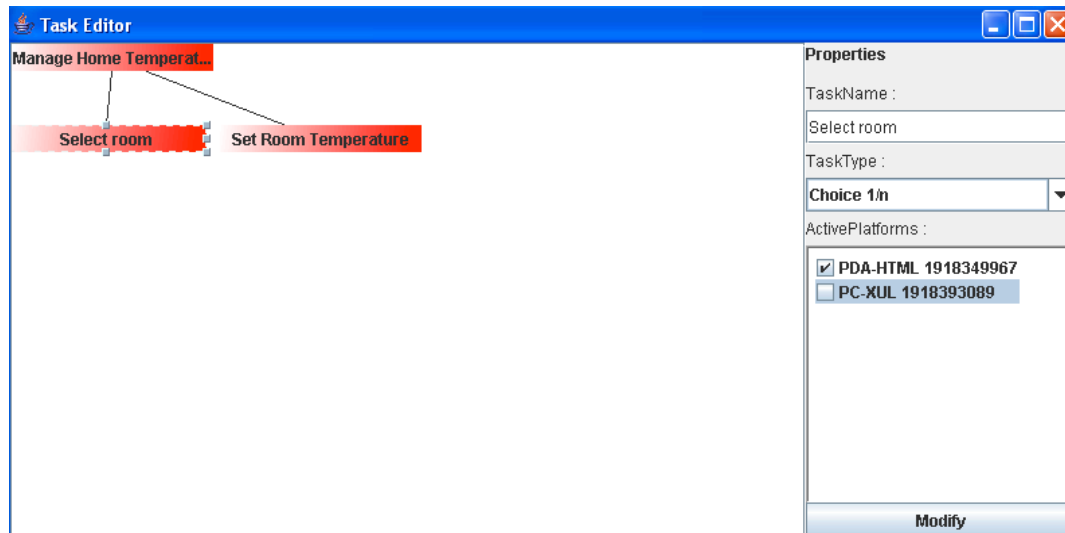 Task Editor
Manage Home Temperat...
Select room
Set Room Temperature
Properties
TaskName :
Select room
TaskType :
Choice 1/n
ActivePlatforms :
PDA-HTML 1918349967
PC-XUL 1918393089
Modify